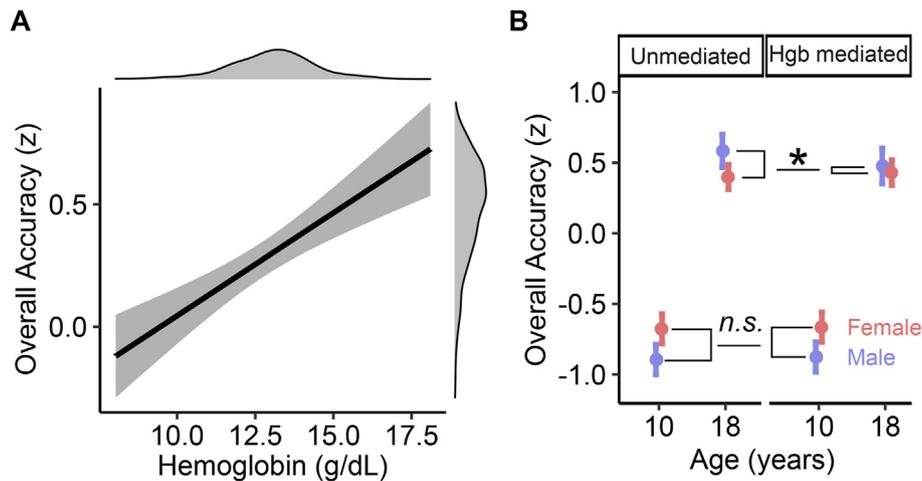 A
Overall Accuracy (z)
0.5
0.0
10.0 12.5 15.0 17.5
Hemoglobin (g/dL)
B
Unmediated Hgb mediated
Overall Accuracy (z)
1.0
0.5
0.0
-0.5
-1.0
*
n.s.
Female
Male
10 18 10 18
Age (years)